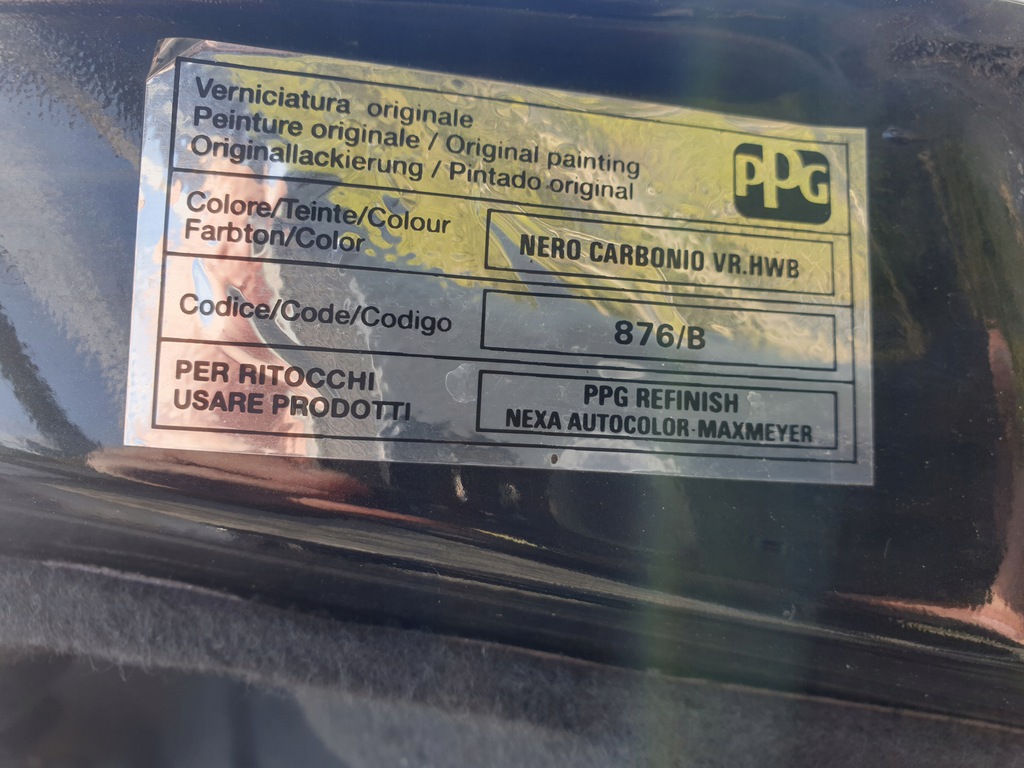 Verniciatura originale
Peinture originale / Original painting
Originallackierung / Pintado original
PPG
Colore/Teinte/Colour
Farbton/Color
NERO CARBONIO VR.HWB
Codice/Code/Codigo
876/B
PER RITOCCHI
USARE PRODOTTI
PPG REFINISH
NEXA AUTOCOLOR-MAXMEYER